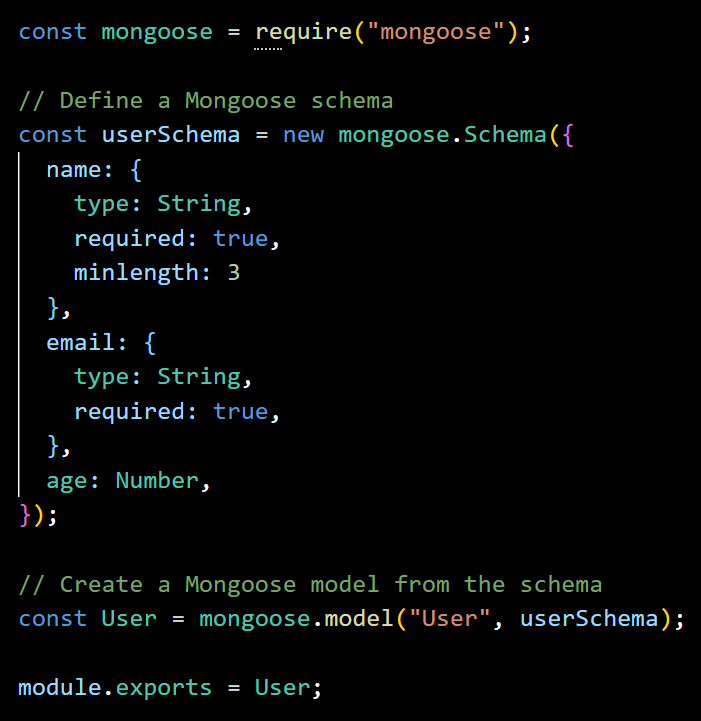 const mongoose = require("mongoose");

// Define a Mongoose schema
const userSchema = new mongoose.Schema({
  name: {
    type: String,
    required: true,
    minlength: 3
  },
  email: {
    type: String,
    required: true,
  },
  age: Number,
});

// Create a Mongoose model from the schema
const User = mongoose.model("User", userSchema);

module.exports = User;